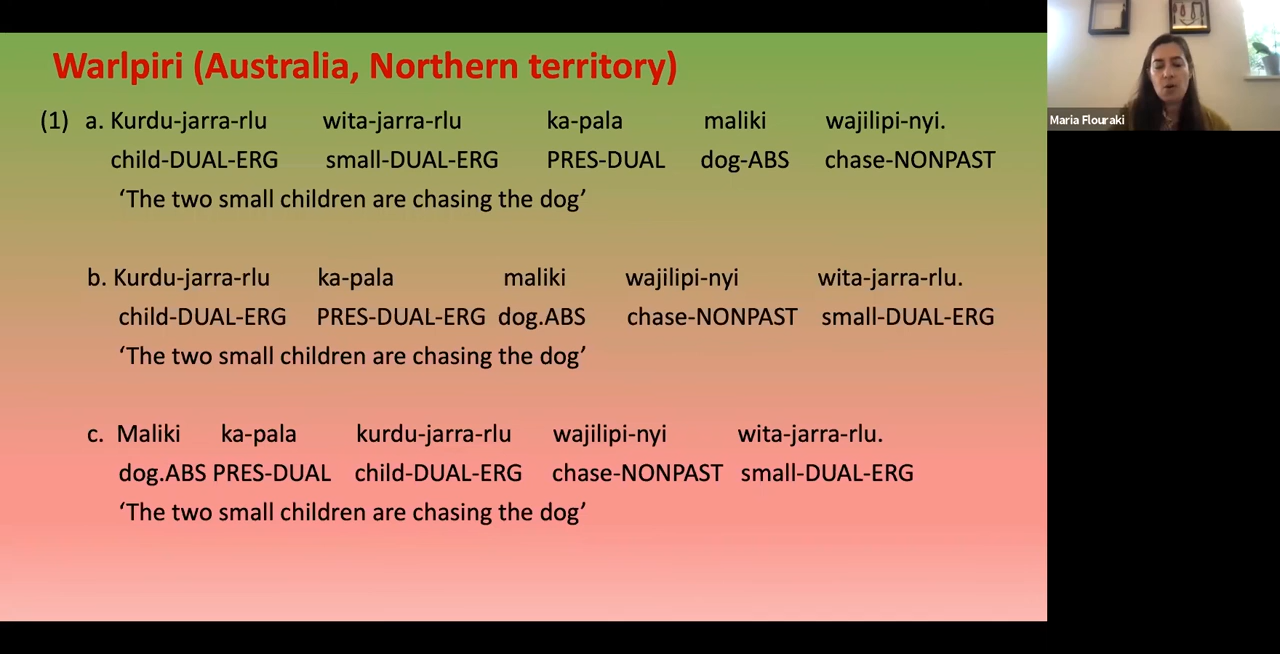 Warlpiri (Australia, Northern territory)
(1) a. Kurdu-jarra-rlu wita-jarra-rlu ka-pala maliki wajilipi-nyi.
child-DUAL-ERG small-DUAL-ERG PRES-DUAL dog-ABS chase-NONPAST
‘The two small children are chasing the dog’
b. Kurdu-jarra-rlu ka-pala maliki wajilipi-nyi wita-jarra-rlu.
child-DUAL-ERG PRES-DUAL-ERG dog.ABS chase-NONPAST small-DUAL-ERG
‘The two small children are chasing the dog’
c. Maliki ka-pala kurdu-jarra-rlu wajilipi-nyi wita-jarra-rlu.
dog.ABS PRES-DUAL child-DUAL-ERG chase-NONPAST small-DUAL-ERG
‘The two small children are chasing the dog’
Maria Flouraki